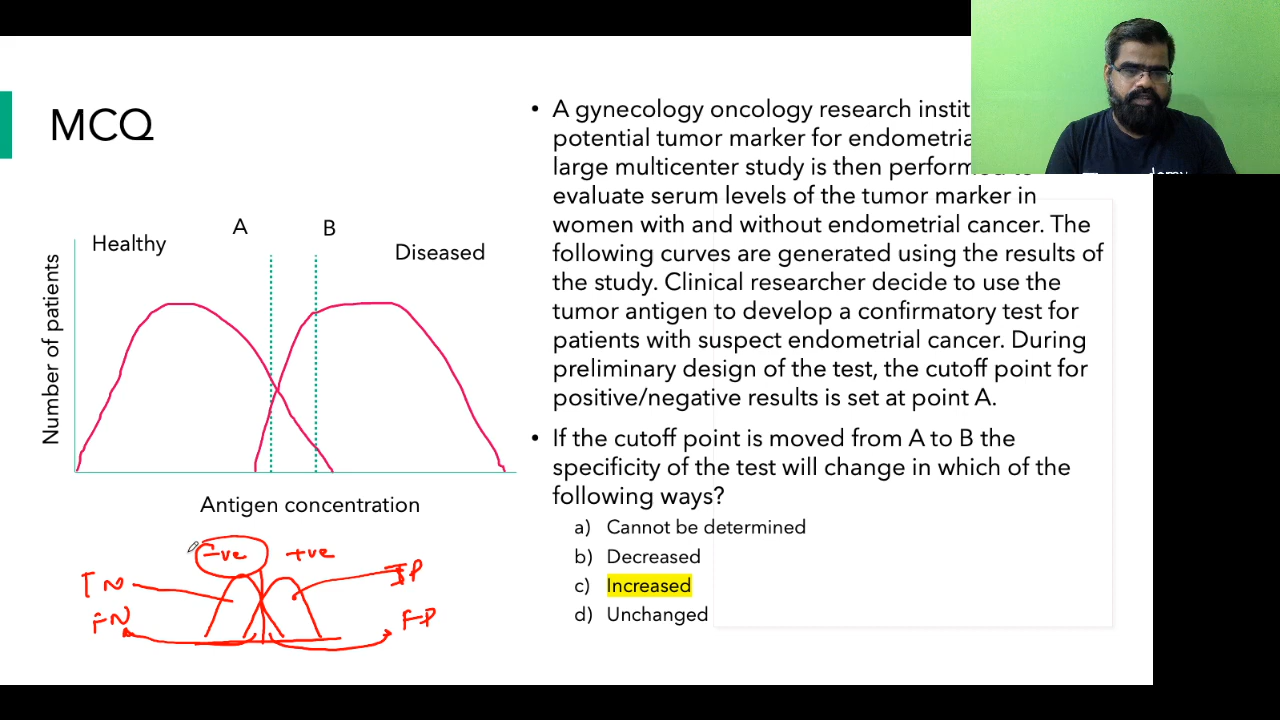 MCQ
A
B
Healthy
Diseased
Number of patients
Antigen concentration
-ve
+ve
TN
TP
FN
FP
• A gynecology oncology research instit
potential tumor marker for endometria
large multicenter study is then performed to
evaluate serum levels of the tumor marker in
women with and without endometrial cancer. The
following curves are generated using the results of
the study. Clinical researcher decide to use the
tumor antigen to develop a confirmatory test for
patients with suspect endometrial cancer. During
preliminary design of the test, the cutoff point for
positive/negative results is set at point A.
• If the cutoff point is moved from A to B the
specificity of the test will change in which of the
following ways?
a) Cannot be determined
b) Decreased
c) Increased
d) Unchanged